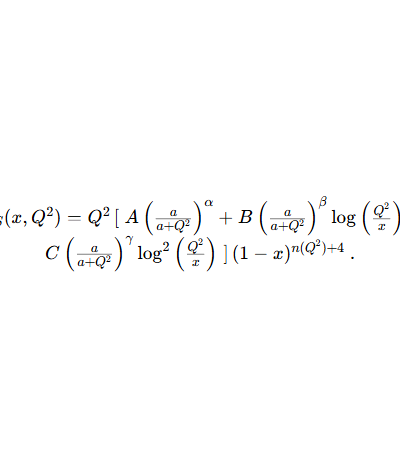 (x, Q²) = Q² [ A (a/(a+Q²))^α + B (a/(a+Q²))^β log (Q²/x)
C (a/(a+Q²))^γ log² (Q²/x) ] (1 − x)^{n(Q²)+4} .